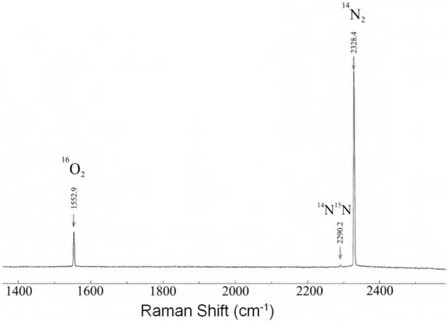 ¹⁴N₂
2328.4
¹⁶O₂
1552.9
¹⁴N¹⁵N
2290.2
1400 1600 1800 2000 2200 2400
Raman Shift (cm⁻¹)